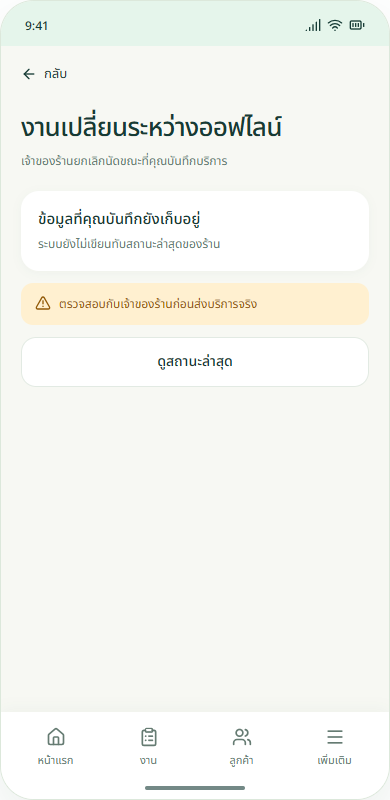 9:41
กลับ
งานเปลี่ยนระหว่างออฟไลน์
เจ้าของร้านยกเลิกนัดขณะที่คุณบันทึกบริการ
ข้อมูลที่คุณบันทึกยังเก็บอยู่
ระบบยังไม่เขียนทับสถานะล่าสุดของร้าน
ตรวจสอบกับเจ้าของร้านก่อนส่งบริการจริง
ดูสถานะล่าสุด
หน้าแรก
งาน
ลูกค้า
เพิ่มเติม